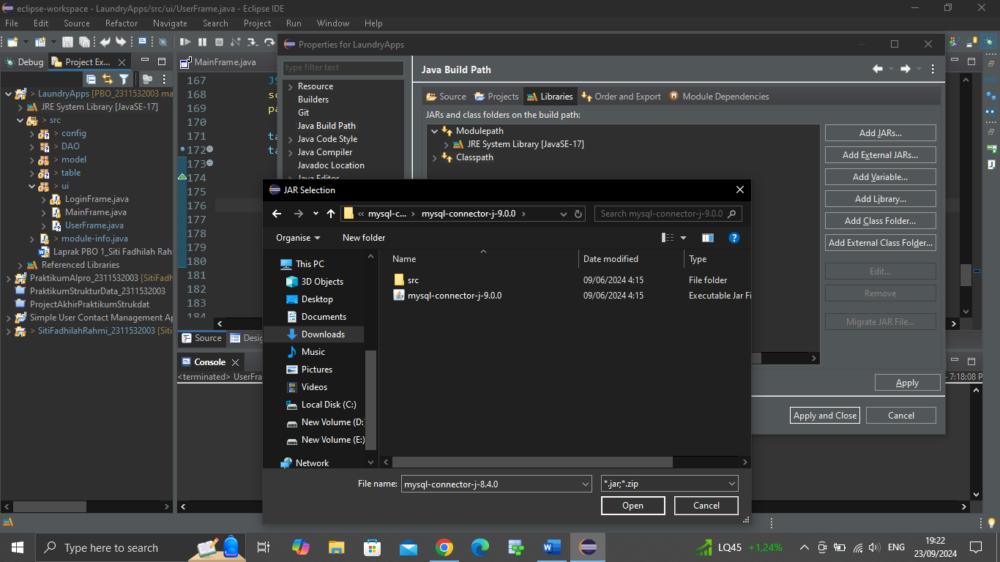 eclipse-workspace - LaundryApps/src/ui/UserFrame.java - Eclipse IDE
File Edit Source Refactor Navigate Search Project Run Window Help
Debug
Project Ex...
MainFrame.java
LaundryApps [PBO_2311532003 ma
JRE System Library [JavaSE-17]
src
config
DAO
model
table
ui
LoginFrame.java
MainFrame.java
UserFrame.java
module-info.java
Laprak PBO 1_Siti Fadhilah Rah
Referenced Libraries
PraktikumAlpro_2311532003 [SitiFadh
PraktikumStrukturData_2311532003
ProjectAkhirPraktikumStrukdat
Simple User Contact Management Ap
SitiFadhilahRahmi_2311532003 [Siti
167 JS
168 sc
169 pa
170
171 ta
172 ta
173
174
175
176
177
178
179
180
181
182
183
184
Source
Desig
Console
<terminated> UserFra
- 7:18:08 P
Properties for LaundryApps
type filter text
Resource
Builders
Git
Java Build Path
Java Code Style
Java Compiler
Javadoc Location
Java Editor
Java Build Path
Source Projects Libraries Order and Export Module Dependencies
JARs and class folders on the build path:
Modulepath
JRE System Library [JavaSE-17]
Classpath
Add JARs...
Add External JARs...
Add Variable...
Add Library...
Add Class Folder...
Add External Class Folder...
Edit...
Remove
Migrate JAR File...
Apply
Apply and Close
Cancel
JAR Selection
« mysql-c... › mysql-connector-j-9.0.0 ›
Search mysql-connector-j-9.0.0
Organise
New folder
This PC
3D Objects
Desktop
Documents
Downloads
Music
Pictures
Videos
Local Disk (C:)
New Volume (D:)
New Volume (E:)
Network
Name Date modified Type
src 09/06/2024 4:15 File folder
mysql-connector-j-9.0.0 09/06/2024 4:15 Executable Jar Fi
File name: mysql-connector-j-8.4.0
*.jar;*.zip
Open
Cancel
Type here to search
LQ45 +1,24%
ENG
19:22
23/09/2024